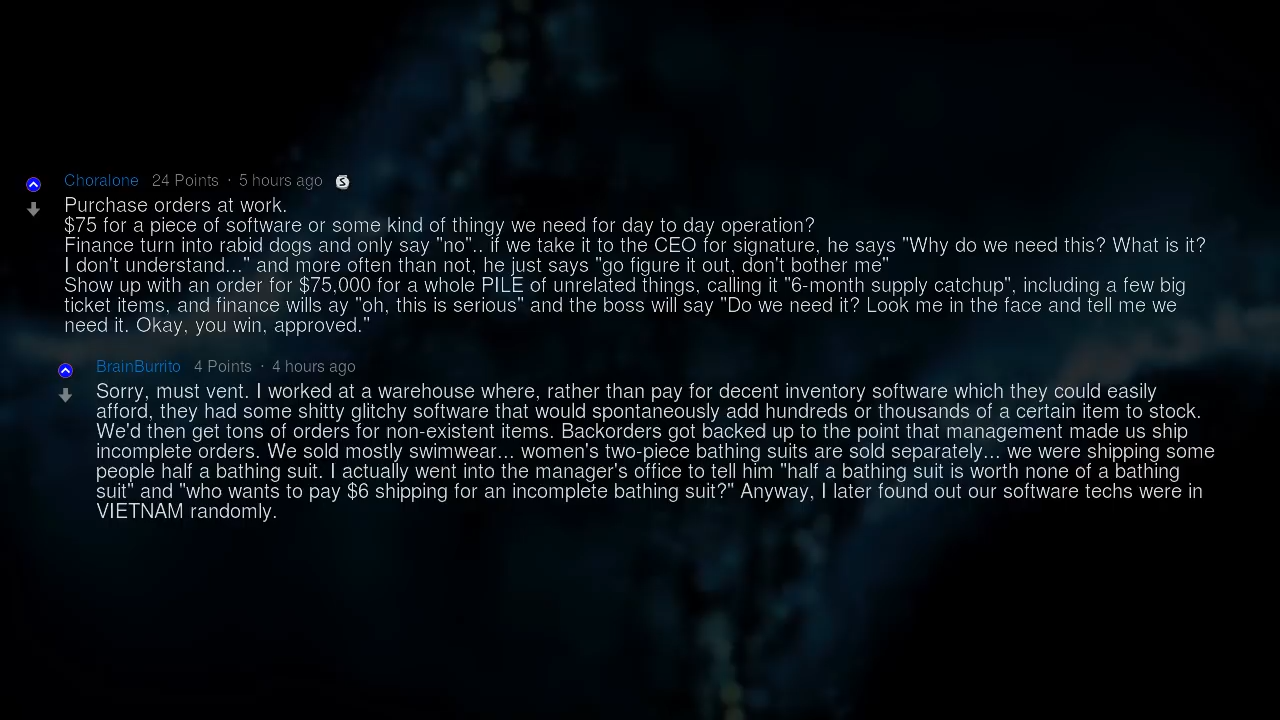 Choralone 24 Points · 5 hours ago S
Purchase orders at work.
$75 for a piece of software or some kind of thingy we need for day to day operation?
Finance turn into rabid dogs and only say "no".. if we take it to the CEO for signature, he says "Why do we need this? What is it?
I don't understand..." and more often than not, he just says "go figure it out, don't bother me"
Show up with an order for $75,000 for a whole PILE of unrelated things, calling it "6-month supply catchup", including a few big
ticket items, and finance wills ay "oh, this is serious" and the boss will say "Do we need it? Look me in the face and tell me we
need it. Okay, you win, approved."
BrainBurrito 4 Points · 4 hours ago
Sorry, must vent. I worked at a warehouse where, rather than pay for decent inventory software which they could easily
afford, they had some shitty glitchy software that would spontaneously add hundreds or thousands of a certain item to stock.
We'd then get tons of orders for non-existent items. Backorders got backed up to the point that management made us ship
incomplete orders. We sold mostly swimwear... women's two-piece bathing suits are sold separately... we were shipping some
people half a bathing suit. I actually went into the manager's office to tell him "half a bathing suit is worth none of a bathing
suit" and "who wants to pay $6 shipping for an incomplete bathing suit?" Anyway, I later found out our software techs were in
VIETNAM randomly.